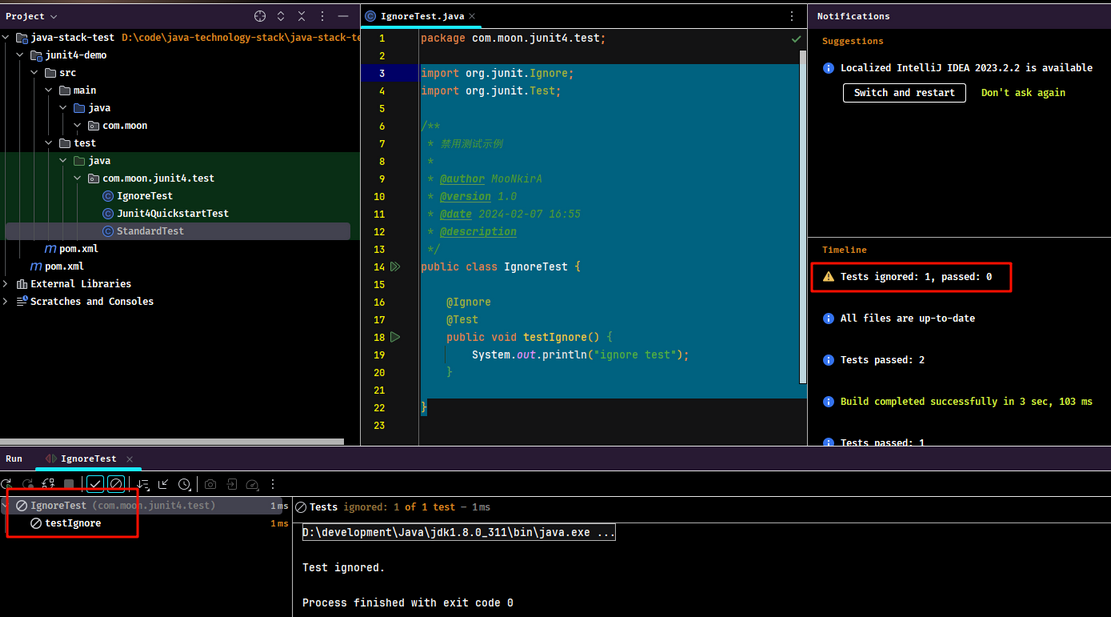 Project
java-stack-test D:\code\java-technology-stack\java-stack-te
junit4-demo
src
main
java
com.moon
test
java
com.moon.junit4.test
IgnoreTest
Junit4QuickstartTest
StandardTest
pom.xml
pom.xml
External Libraries
Scratches and Consoles
IgnoreTest.java
1 package com.moon.junit4.test;
2
3 import org.junit.Ignore;
4 import org.junit.Test;
5
6 /**
7 * 禁用测试示例
8 *
9 * @author MooNkirA
10 * @version 1.0
11 * @date 2024-02-07 16:55
12 * @description
13 */
14 public class IgnoreTest {
15
16 @Ignore
17 @Test
18 public void testIgnore() {
19 System.out.println("ignore test");
20 }
21
22 }
23
Notifications
Suggestions
Localized IntelliJ IDEA 2023.2.2 is available
Switch and restart Don't ask again
Timeline
Tests ignored: 1, passed: 0
All files are up-to-date
Tests passed: 2
Build completed successfully in 3 sec, 103 ms
Tests passed: 1
Run IgnoreTest
IgnoreTest (com.moon.junit4.test) 1 ms
testIgnore 1 ms
Tests ignored: 1 of 1 test – 1 ms
D:\development\Java\jdk1.8.0_311\bin\java.exe ...
Test ignored.
Process finished with exit code 0